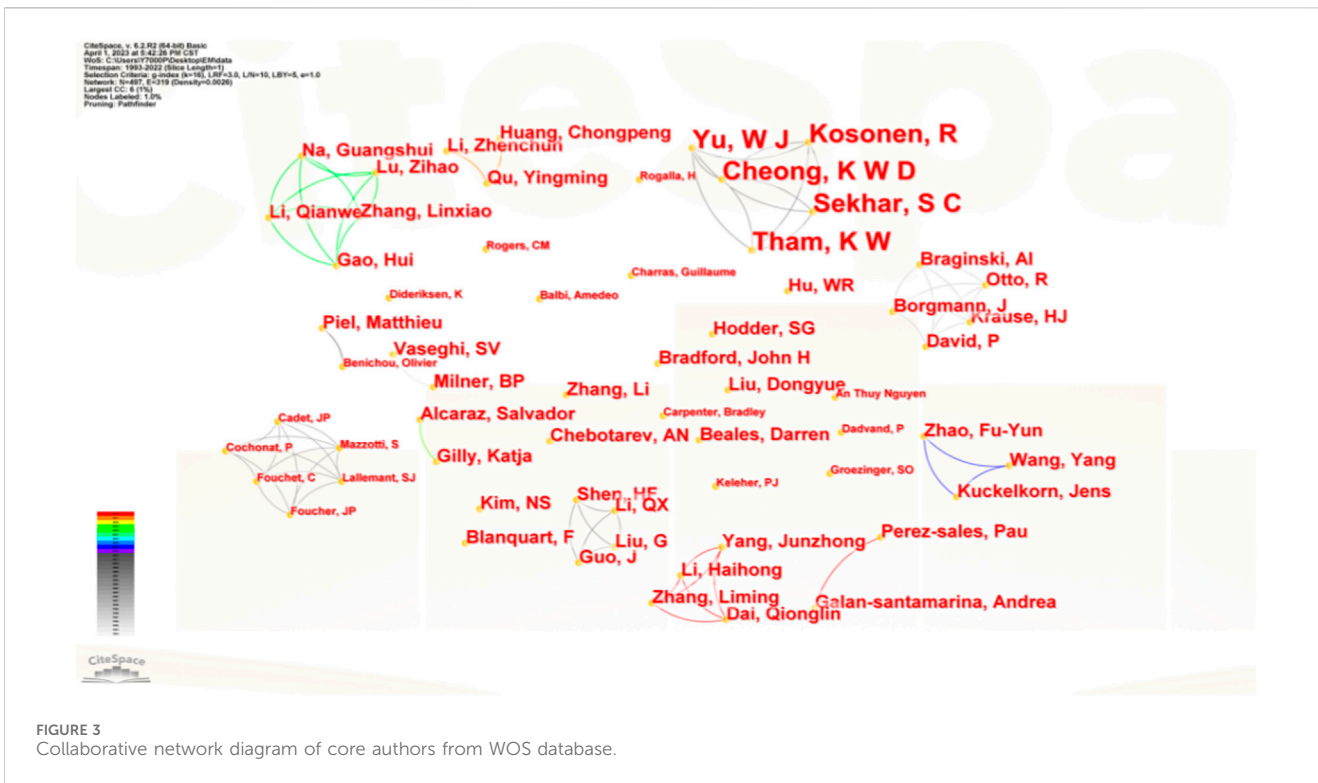 CiteSpace, v. 6.2.R2 (64-bit) Basic
April 1, 2023 at 5:42:26 PM CST
WoS: C:\Users\Y7000P\Desktop\EM\data
Timespan: 1993-2022 (Slice Length=1)
Selection Criteria: g-index (k=16), LRF=3.0, L/N=10, LBY=5, e=1.0
Network: N=497, E=319 (Density=0.0026)
Largest CC: 6 (1%)
Nodes Labeled: 1.0%
Pruning: Pathfinder
CiteSpa
Huang, Chongpeng
Yu, W J
Kosonen, R
Na, Guangshui
Li, Zhenchun
Lu, Zihao
Qu, Yingming
Rogalla, H
Cheong, K W D
Li, Qianwe
Zhang, Linxiao
Sekhar, S C
Gao, Hui
Rogers, CM
Tham, K W
Charras, Guillaume
Braginski, AI
Otto, R
Hu, WR
Dideriksen, K
Balbi, Amedeo
Borgmann, J
Krause, HJ
Piel, Matthieu
Hodder, SG
David, P
Vaseghi, SV
Benichou, Olivier
Bradford, John H
Milner, BP
Zhang, Li
Liu, Dongyue
An Thuy Nguyen
Cadet, JP
Alcaraz, Salvador
Carpenter, Bradley
Cochonat, P
Mazzotti, S
Chebotarev, AN
Beales, Darren
Dadvand, P
Zhao, Fu-Yun
Gilly, Katja
Wang, Yang
Fouchet, C
Lallemant, SJ
Groezinger, SO
Keleher, PJ
Kuckelkorn, Jens
Foucher, JP
Kim, NS
Shen, HF
Li, QX
Blanquart, F
Liu, G
Guo, J
Yang, Junzhong
Perez-sales, Pau
Li, Haihong
Zhang, Liming
Galan-santamarina, Andrea
Dai, Qionglin
CiteSpace
FIGURE 3
Collaborative network diagram of core authors from WOS database.